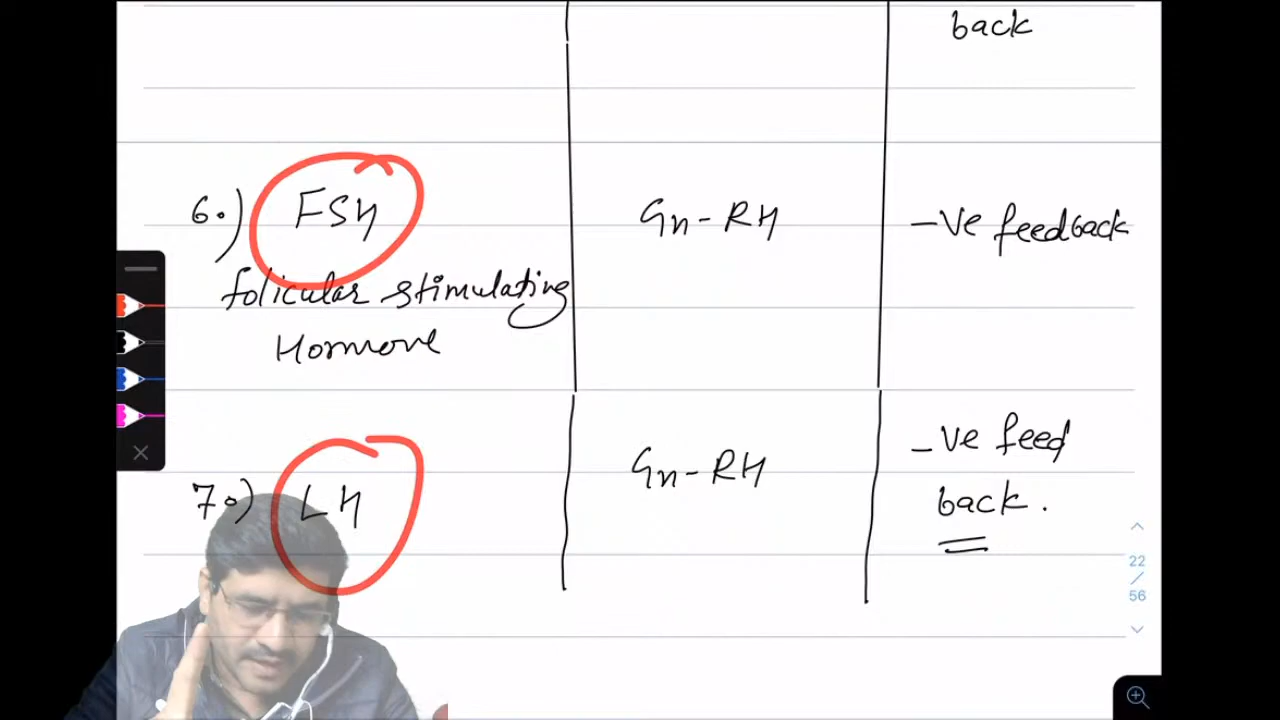 back
6.) FSH Gn-RH -ve feedback
folicular stimulating
Hormone
7.) LH Gn-RH -ve feed
back.
22
/
56